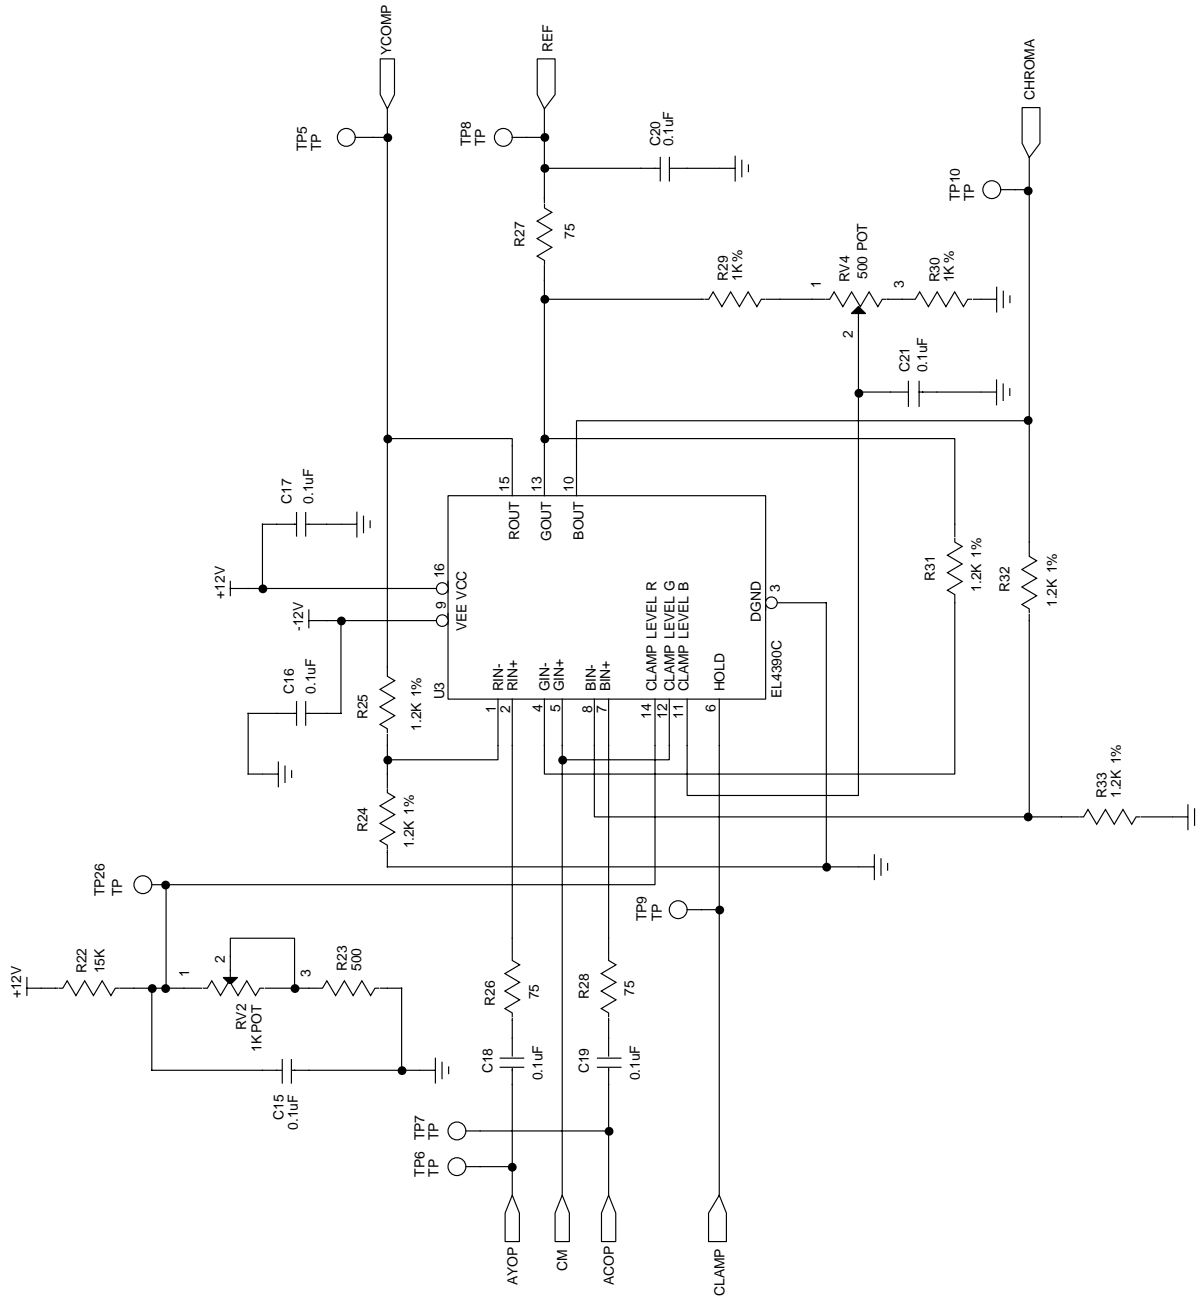 YCOMP
REF
CHROMA
TP5
TP
TP8
TP
TP10
TP
C20
0.1uF
R27
75
R29
1K%
1
RV4
500 POT
3
R30
1K%
2
C21
0.1uF
C17
0.1uF
+12V
-12V
C16
0.1uF
16
9
VEE VCC
15
13
10
ROUT
GOUT
BOUT
U3
RIN-
RIN+
GIN-
GIN+
BIN-
BIN+
CLAMP LEVEL R
CLAMP LEVEL G
CLAMP LEVEL B
HOLD
DGND
3
EL4390C
1
2
4
5
8
7
14
12
11
6
R25
1.2K 1%
R24
1.2K 1%
R31
1.2K 1%
R32
1.2K 1%
R33
1.2K 1%
TP26
TP
TP9
TP
+12V
R22
15K
1
2
3
RV2
1KPOT
R23
500
C15
0.1uF
R26
75
R28
75
C18
0.1uF
C19
0.1uF
TP7
TP
TP6
TP
AYOP
CM
ACOP
CLAMP